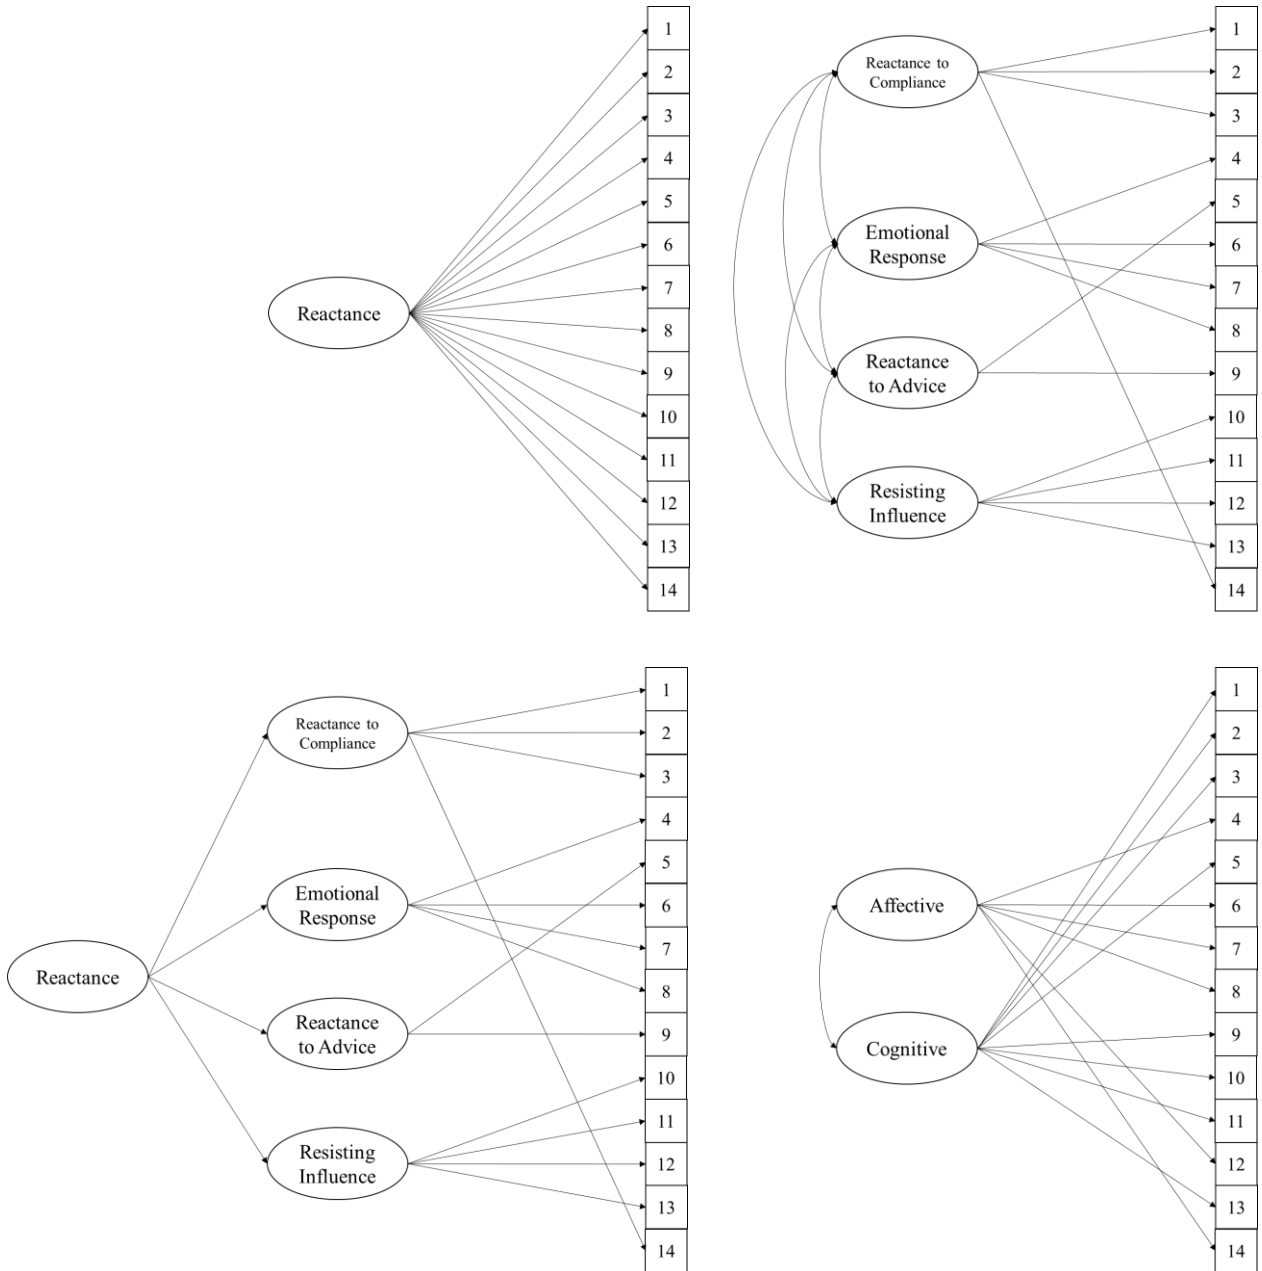 Reactance
1
2
3
4
5
6
7
8
9
10
11
12
13
14
Reactance to
Compliance
Emotional
Response
Reactance
to Advice
Resisting
Influence
1
2
3
4
5
6
7
8
9
10
11
12
13
14
Reactance
Reactance to
Compliance
Emotional
Response
Reactance
to Advice
Resisting
Influence
1
2
3
4
5
6
7
8
9
10
11
12
13
14
Affective
Cognitive
1
2
3
4
5
6
7
8
9
10
11
12
13
14